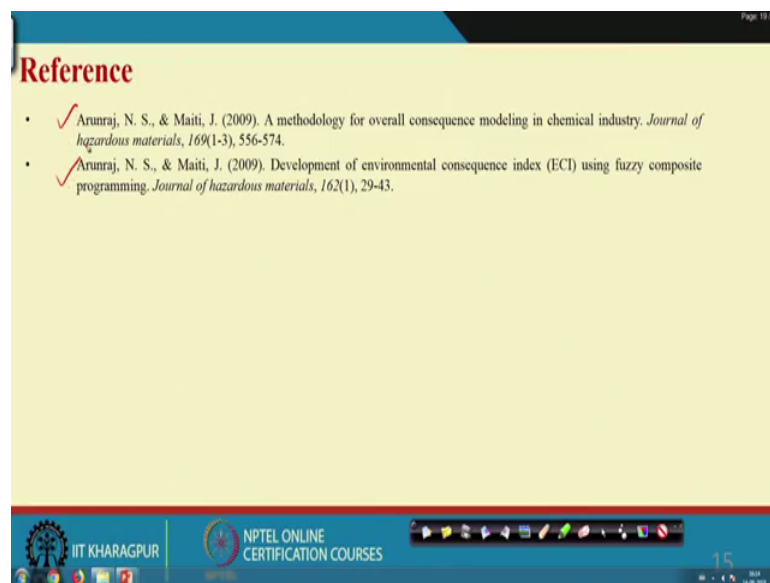 Page: 19
Reference
• Arunraj, N. S., & Maiti, J. (2009). A methodology for overall consequence modeling in chemical industry. Journal of
hazardous materials, 169(1-3), 556-574.
• Arunraj, N. S., & Maiti, J. (2009). Development of environmental consequence index (ECI) using fuzzy composite
programming. Journal of hazardous materials, 162(1), 29-43.
IIT KHARAGPUR
NPTEL ONLINE
CERTIFICATION COURSES
15